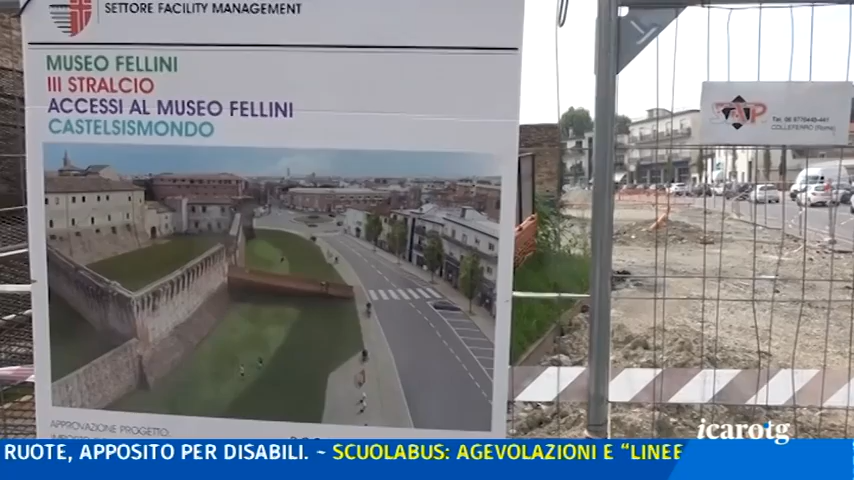 SETTORE FACILITY MANAGEMENT
MUSEO FELLINI
III STRALCIO
ACCESSI AL MUSEO FELLINI
CASTELSISMONDO
APPROVAZIONE PROGETTO:
COLLEFERRO (Roma)
icarotg
RUOTE, APPOSITO PER DISABILI. ~ SCUOLABUS: AGEVOLAZIONI E “LINEE